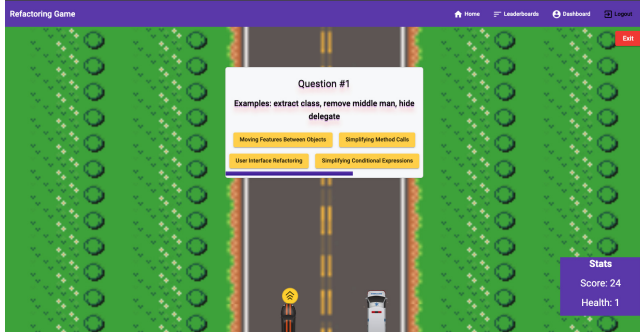 Refactoring Game
Home
Leaderboards
Dashboard
Logout
Exit
Question #1
Examples: extract class, remove middle man, hide
delegate
Moving Features Between Objects
Simplifying Method Calls
User Interface Refactoring
Simplifying Conditional Expressions
Stats
Score: 24
Health: 1